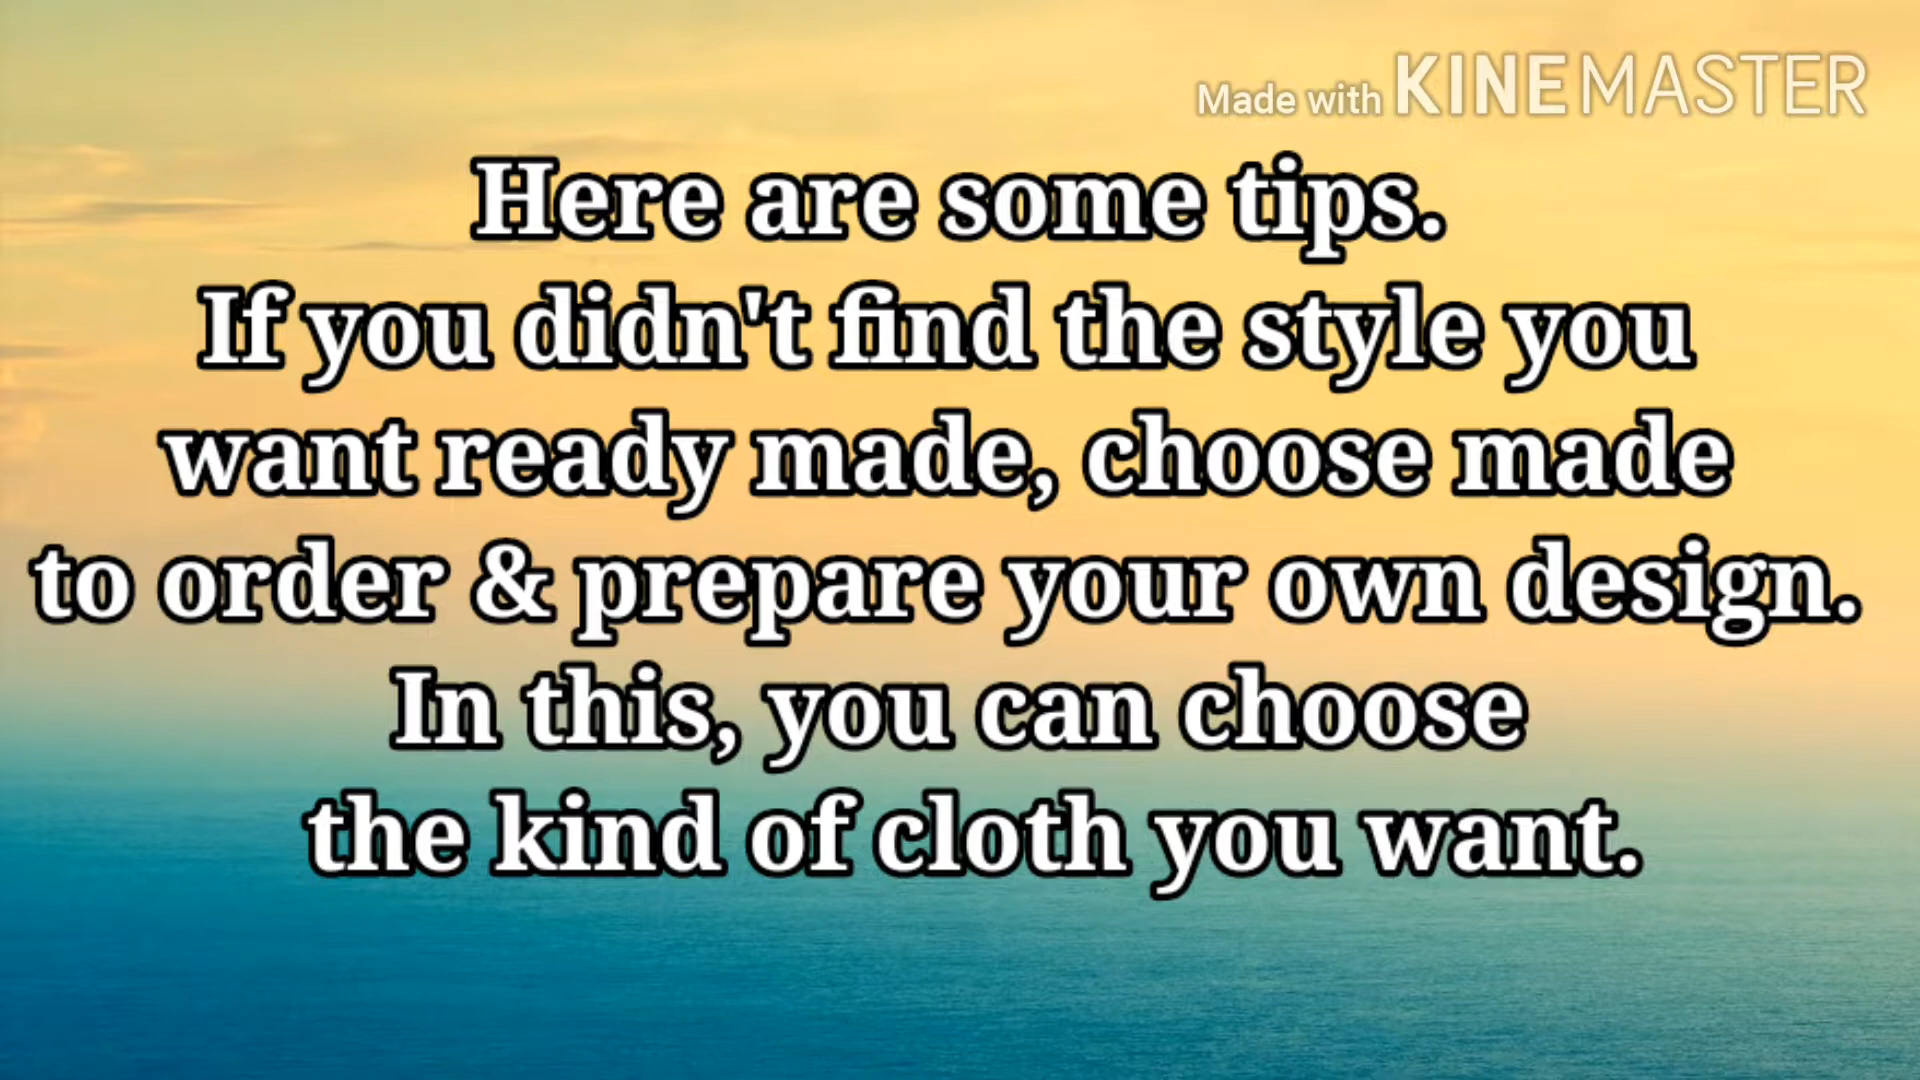 Made with KINEMASTER
Here are some tips.
If you didn't find the style you
want ready made, choose made
to order & prepare your own design.
In this, you can choose
the kind of cloth you want.